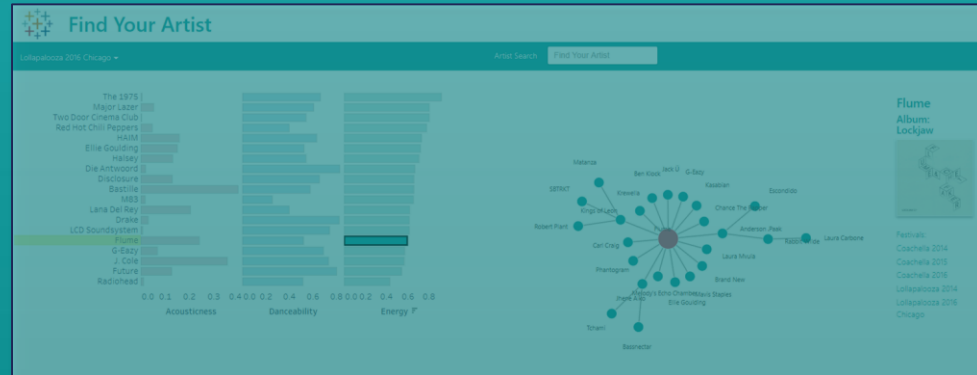 Find Your Artist
Lollapalooza 2016 Chicago
Artist Search
Find Your Artist
The 1975
Major Lazer
Two Door Cinema Club
Red Hot Chili Peppers
HAIM
Ellie Goulding
Halsey
Die Antwoord
Disclosure
Bastille
M83
Lana Del Rey
Drake
LCD Soundsystem
Flume
G-Eazy
J. Cole
Future
Radiohead
0.0 0.1 0.2 0.3 0.4
Acousticness
0.0 0.2 0.4 0.6 0.8
Danceability
0.0 0.2 0.4 0.6 0.8
Energy
Matanza
SBTRKT
Robert Plant
Kings of Leon
Krewella
Ben Klock
Jack Ü
G-Eazy
Kasabian
Chance The
Escondido
Anderson .Paak
Laura Carbone
Carl Craig
Phantogram
Laura Mvula
Brand New
Mavis Staples
Ellie Goulding
Jhené Aiko
Tchami
Bassnectar
Flume
Album:
Lockjaw
Festivals:
Coachella 2014
Coachella 2015
Coachella 2016
Lollapalooza 2014
Lollapalooza 2016
Chicago